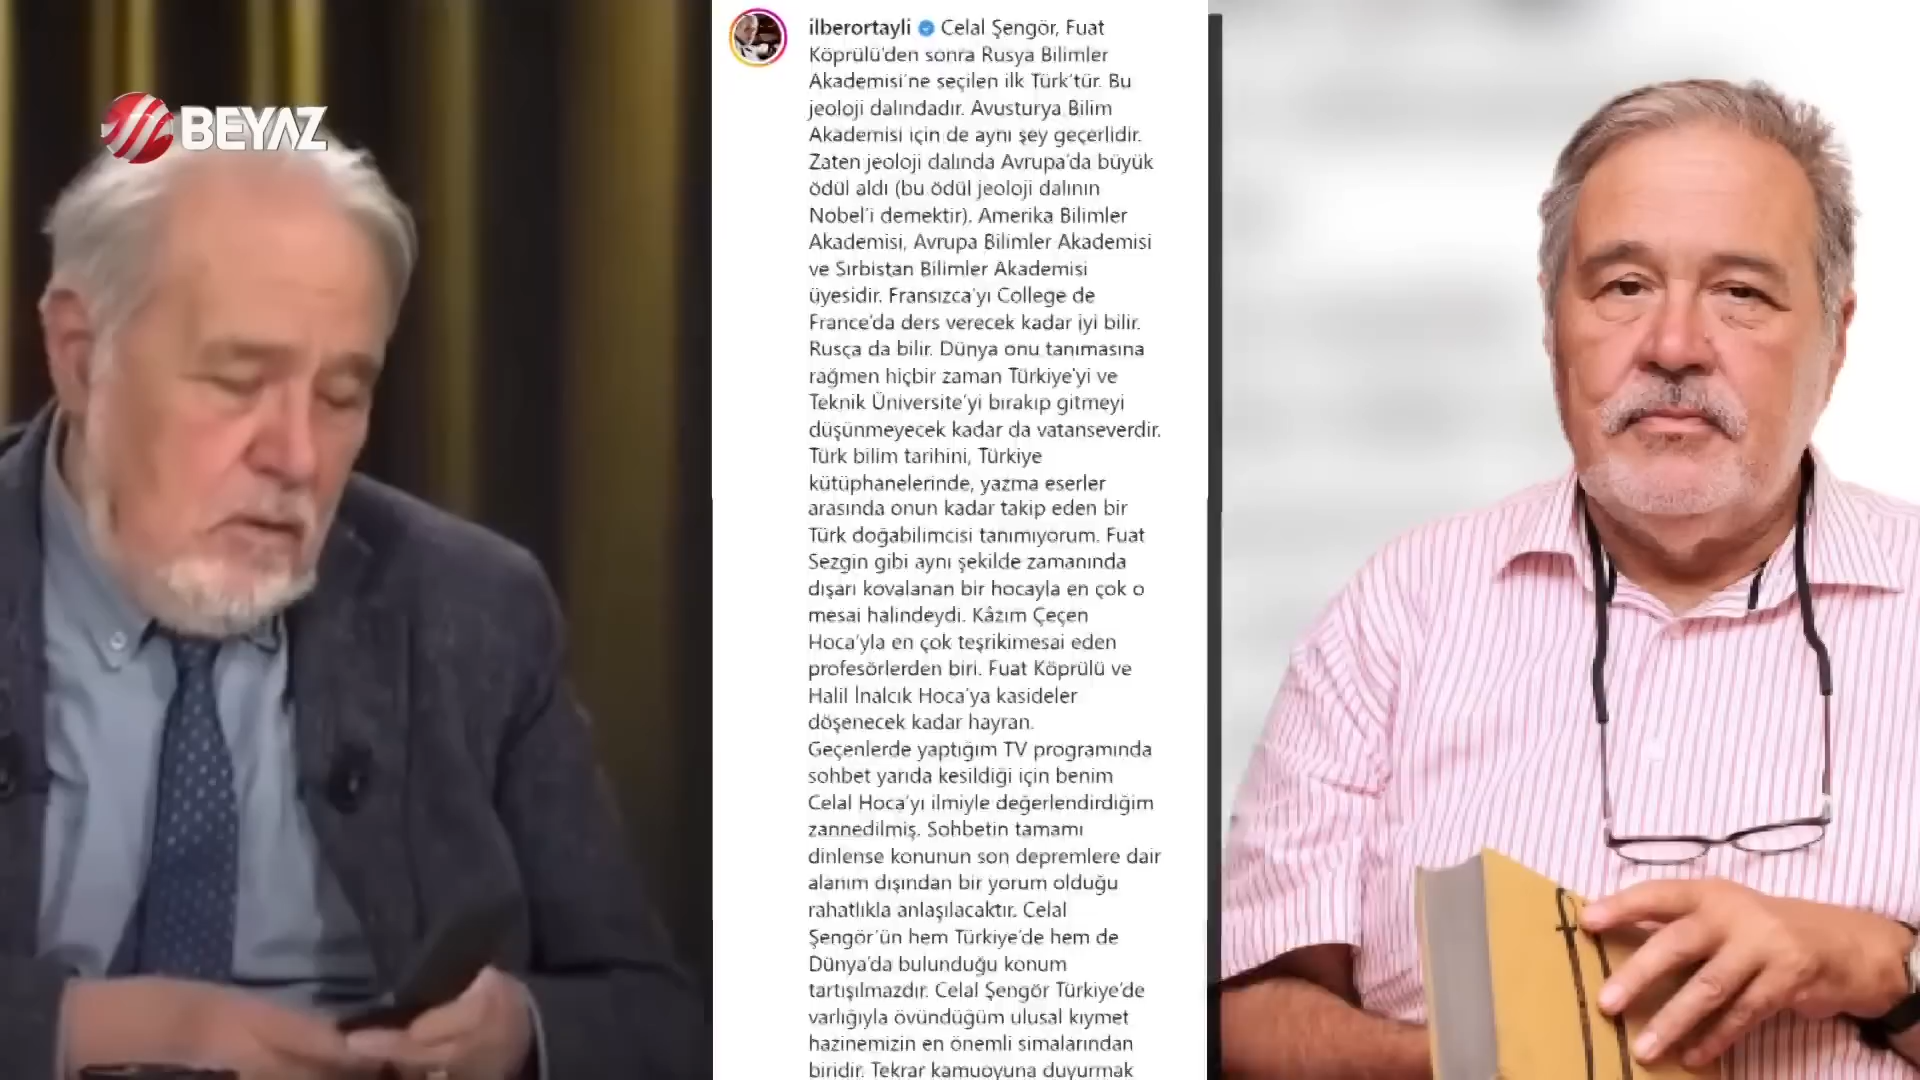 BEYAZ
ilberortayli Celal Şengör, Fuat
Köprülü'den sonra Rusya Bilimler
Akademisi'ne seçilen ilk Türk'tür. Bu
jeoloji dalındadır. Avusturya Bilim
Akademisi için de aynı şey geçerlidir.
Zaten jeoloji dalında Avrupa'da büyük
ödül aldı (bu ödül jeoloji dalının
Nobel'i demektir). Amerika Bilimler
Akademisi, Avrupa Bilimler Akademisi
ve Sırbistan Bilimler Akademisi
üyesidir. Fransızca'yı College de
France'da ders verecek kadar iyi bilir.
Rusça da bilir. Dünya onu tanımasına
rağmen hiçbir zaman Türkiye'yi ve
Teknik Üniversite'yi bırakıp gitmeyi
düşünmeyecek kadar da vatanseverdir.
Türk bilim tarihini, Türkiye
kütüphanelerinde, yazma eserler
arasında onun kadar takip eden bir
Türk doğabilimcisi tanımıyorum. Fuat
Sezgin gibi aynı şekilde zamanında
dışarı kovalanan bir hocayla en çok o
mesai halindeydi. Kâzım Çeçen
Hoca'yla en çok teşrikimesai eden
profesörlerden biri. Fuat Köprülü ve
Halil İnalcık Hoca'ya kasideler
döşenecek kadar hayran.
Geçenlerde yaptığım TV programında
sohbet yarıda kesildiği için benim
Celal Hoca'yı ilmiyle değerlendirdiğim
zannedilmiş. Sohbetin tamamı
dinlense konunun son depremlere dair
alanım dışından bir yorum olduğu
rahatlıkla anlaşılacaktır. Celal
Şengör'ün hem Türkiye'de hem de
Dünya'da bulunduğu konum
tartışılmazdır. Celal Şengör Türkiye'de
varlığıyla övündüğüm ulusal kıymet
hazinemizin en önemli simalarından
biridir. Tekrar kamuoyuna duyurmak